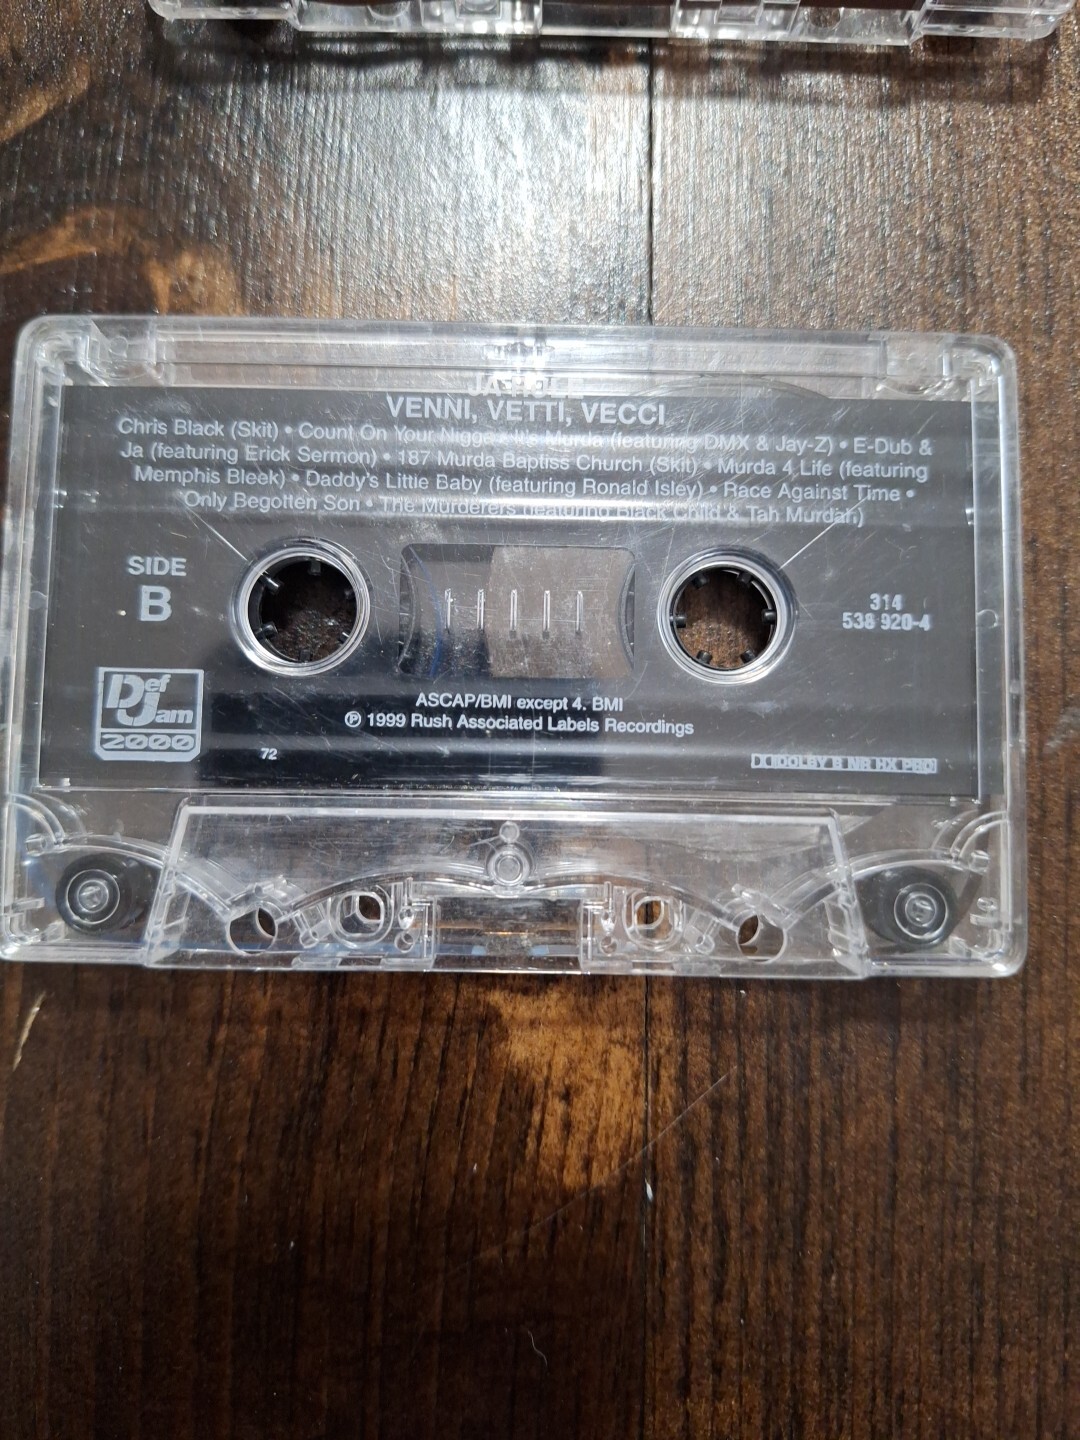 JA RULE
VENNI, VETTI, VECCI
Chris Black (Skit) • Count On Your Nigga • It's Murda (featuring DMX & Jay-Z) • E-Dub &
Ja (featuring Erick Sermon) • 187 Murda Baptiss Church (Skit) • Murda 4 Life (featuring
Memphis Bleek) • Daddy's Little Baby (featuring Ronald Isley) • Race Against Time •
Only Begotten Son • The Murderers (featuring Black Child & Tah Murdah)
SIDE
B
314
538 920-4
Def
Jam
2000
ASCAP/BMI except 4. BMI
℗ 1999 Rush Associated Labels Recordings
72
DOLBY B NR HX PRO